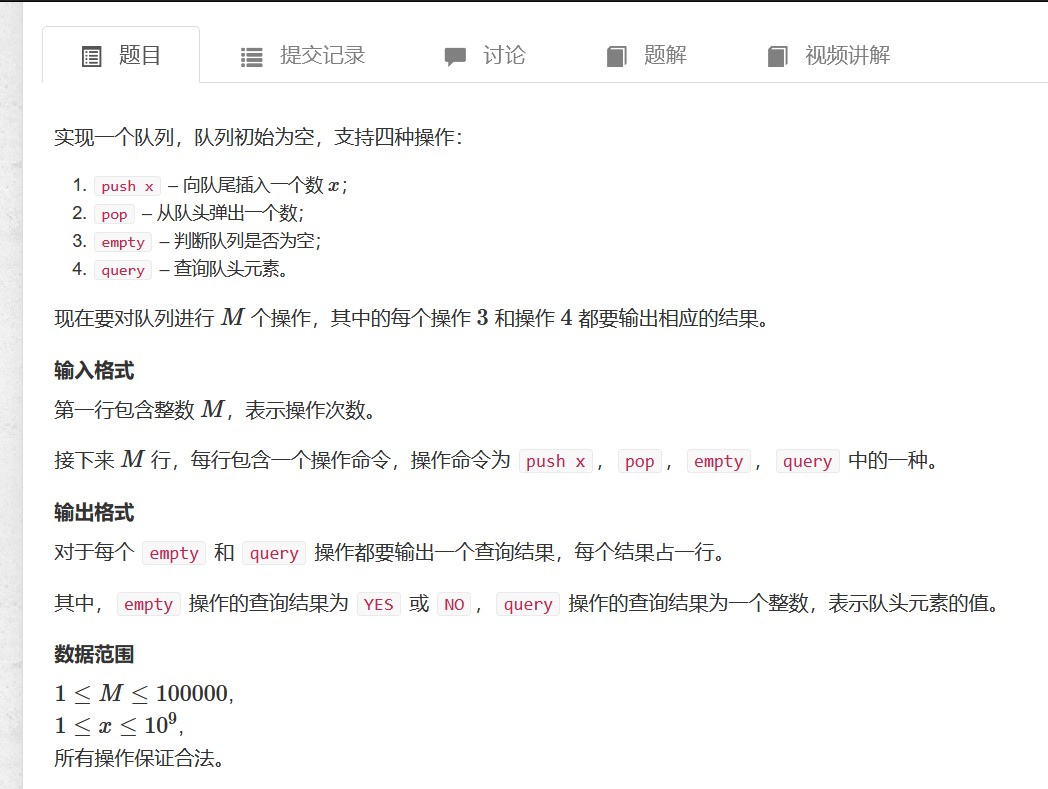 题目 提交记录 讨论 题解 视频讲解
实现一个队列，队列初始为空，支持四种操作：
1. push x – 向队尾插入一个数 x；
2. pop – 从队头弹出一个数；
3. empty – 判断队列是否为空；
4. query – 查询队头元素。
现在要对队列进行 M 个操作，其中的每个操作 3 和操作 4 都要输出相应的结果。
输入格式
第一行包含整数 M，表示操作次数。
接下来 M 行，每行包含一个操作命令，操作命令为 push x，pop，empty，query 中的一种。
输出格式
对于每个 empty 和 query 操作都要输出一个查询结果，每个结果占一行。
其中，empty 操作的查询结果为 YES 或 NO，query 操作的查询结果为一个整数，表示队头元素的值。
数据范围
1 ≤ M ≤ 100000,
1 ≤ x ≤ 10⁹,
所有操作保证合法。